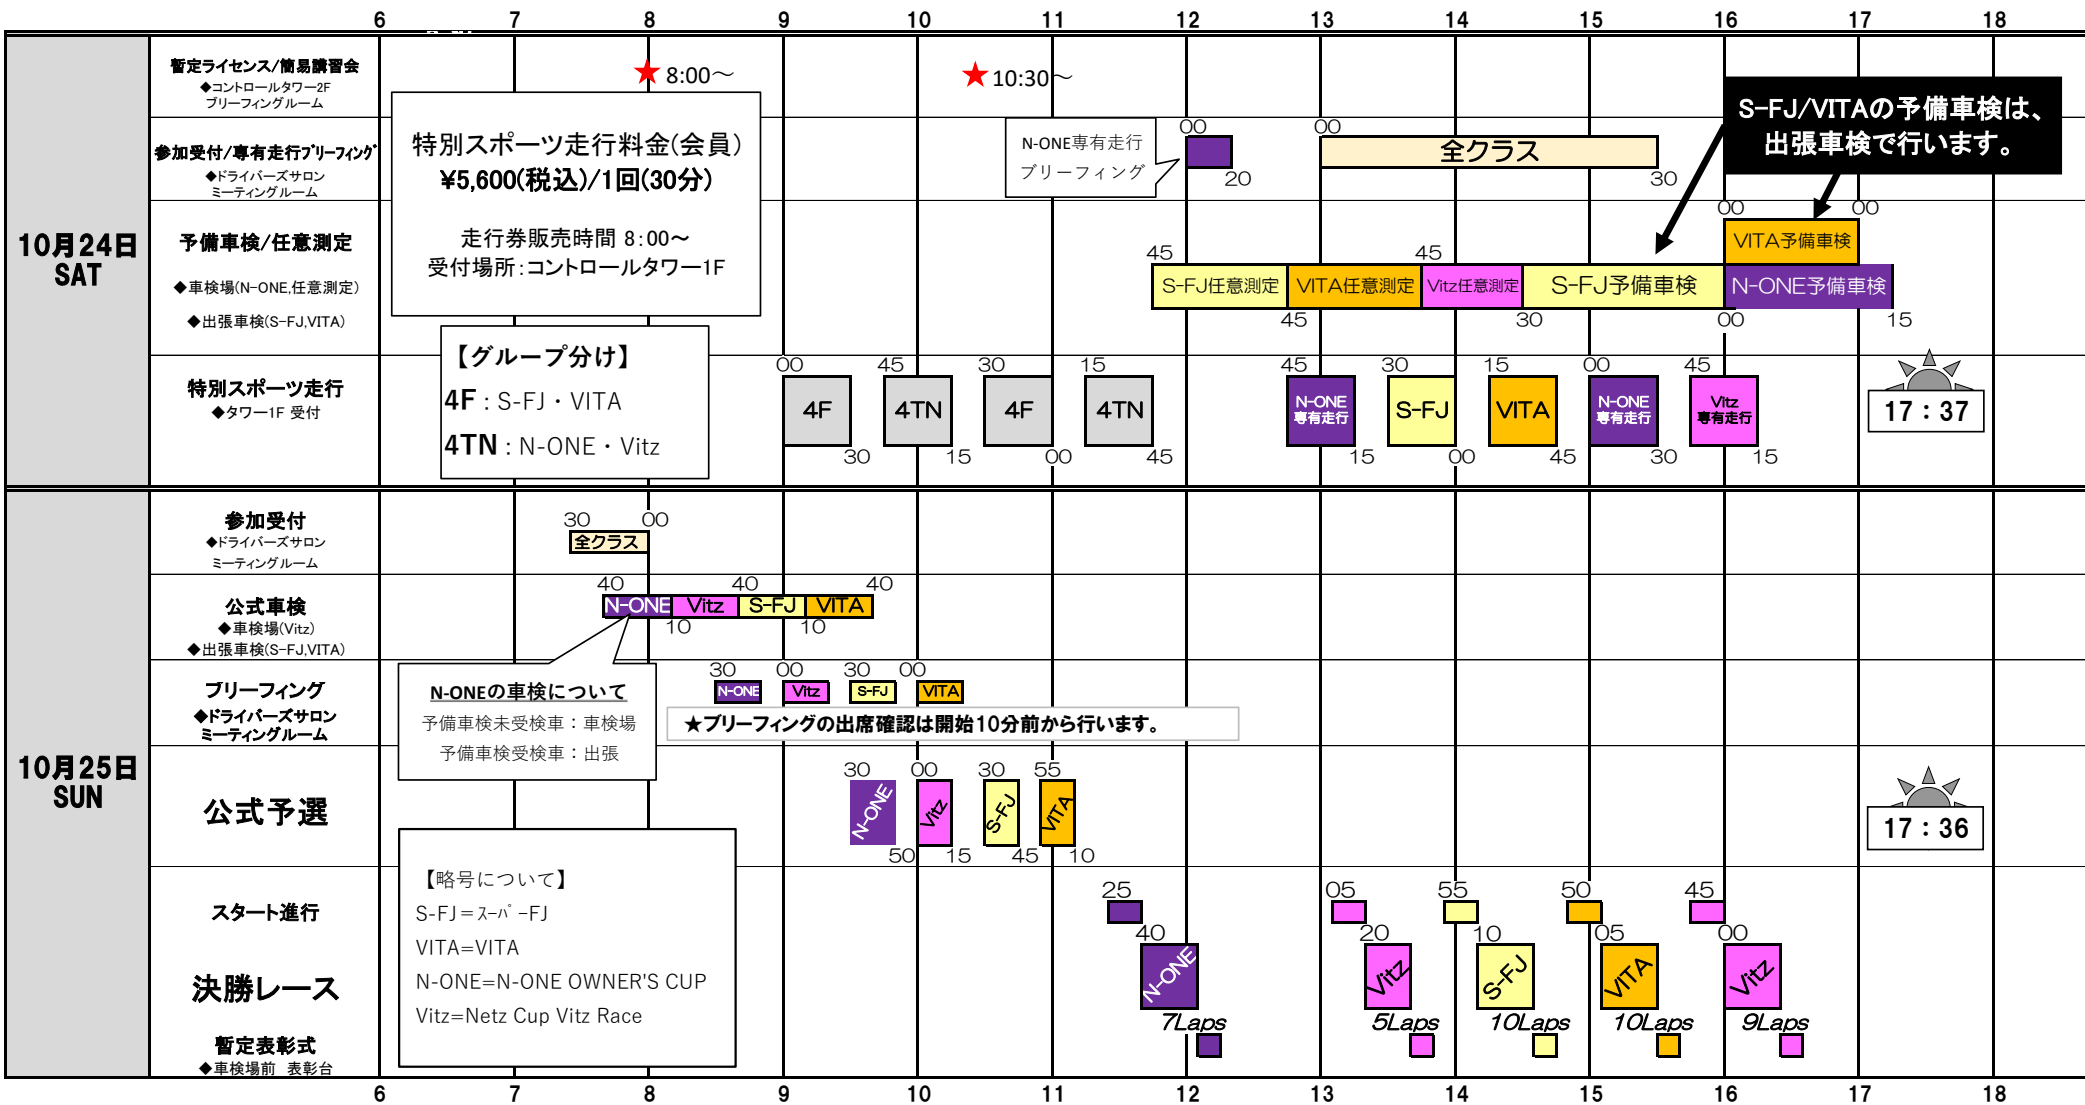 6 7 8 9 10 11 12 13 14 15 16 17 18
10月24日
SAT
暫定ライセンス/簡易講習会
◆コントロールタワー2F
ブリーフィングルーム
★ 8:00～
★ 10:30～
参加受付/専有走行ブリーフィング
◆ドライバーズサロン
ミーティングルーム
特別スポーツ走行料金(会員)
¥5,600(税込)/1回(30分)
走行券販売時間 8:00～
受付場所:コントロールタワー1F
N-ONE専有走行
ブリーフィング
00
20
00
全クラス
30
S-FJ/VITAの予備車検は、
出張車検で行います。
予備車検/任意測定
◆車検場(N-ONE,任意測定)
◆出張車検(S-FJ,VITA)
00 00
VITA予備車検
45 45
S-FJ任意測定 VITA任意測定 Vitz任意測定 S-FJ予備車検 N-ONE予備車検
45 30 00 15
特別スポーツ走行
◆タワー1F 受付
【グループ分け】
4F : S-FJ・VITA
4TN : N-ONE・Vitz
00 45 30 15 45 30 15 00 45
4F 4TN 4F 4TN N-ONE
専有走行 S-FJ VITA N-ONE
専有走行 Vitz
専有走行
30 15 00 45 15 00 45 30 15
17：37
10月25日
SUN
参加受付
◆ドライバーズサロン
ミーティングルーム
30 00
全クラス
公式車検
◆車検場(Vitz)
◆出張車検(S-FJ,VITA)
40 40 40
N-ONE Vitz S-FJ VITA
10 10
ブリーフィング
◆ドライバーズサロン
ミーティングルーム
30 00 30 00
N-ONE Vitz S-FJ VITA
★ブリーフィングの出席確認は開始10分前から行います。
N-ONEの車検について
予備車検未受検車：車検場
予備車検受検車：出張
公式予選
30 00 30 55
N-ONE Vitz S-FJ VITA
50 15 45 10
17：36
【略号について】
S-FJ=スーパーFJ
VITA=VITA
N-ONE=N-ONE OWNER'S CUP
Vitz=Netz Cup Vitz Race
スタート進行
25 05 55 50 45
決勝レース
40 20 10 05 00
N-ONE Vitz S-FJ VITA Vitz
7Laps 5Laps 10Laps 10Laps 9Laps
暫定表彰式
◆車検場前 表彰台
6 7 8 9 10 11 12 13 14 15 16 17 18